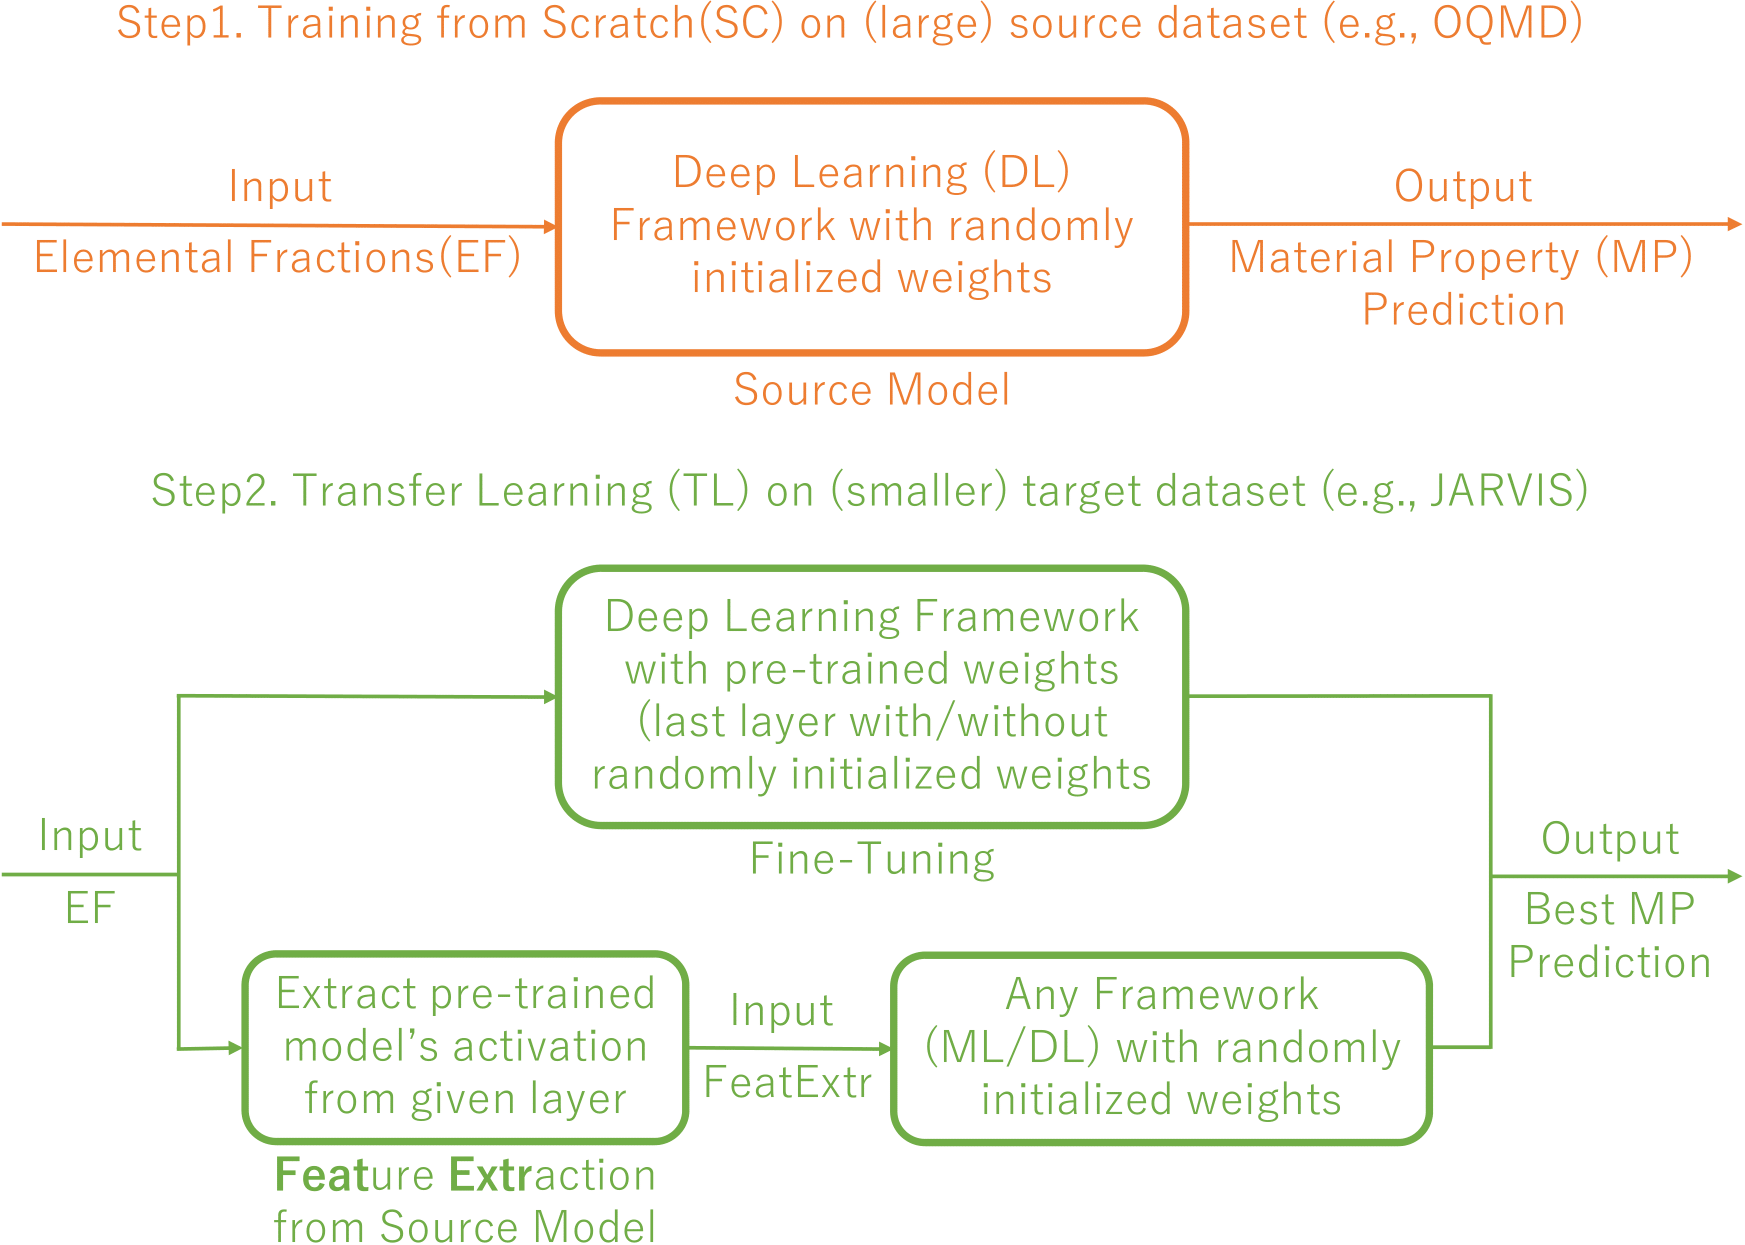 Step1. Training from Scratch(SC) on (large) source dataset (e.g., OQMD)
Input
Elemental Fractions(EF)
Deep Learning (DL)
Framework with randomly
initialized weights
Output
Material Property (MP)
Prediction
Source Model
Step2. Transfer Learning (TL) on (smaller) target dataset (e.g., JARVIS)
Deep Learning Framework
with pre-trained weights
(last layer with/without
randomly initialized weights
Fine-Tuning
Input
EF
Extract pre-trained
model’s activation
from given layer
Feature Extraction
from Source Model
Input
FeatExtr
Any Framework
(ML/DL) with randomly
initialized weights
Output
Best MP
Prediction